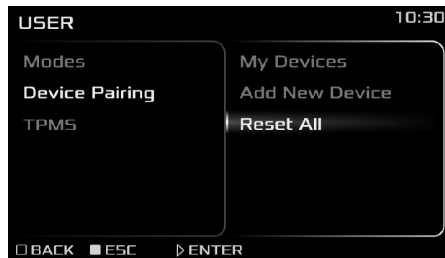 USER 10:30
Modes
Device Pairing
TPMS
My Devices
Add New Device
Reset All
BACK ESC ENTER